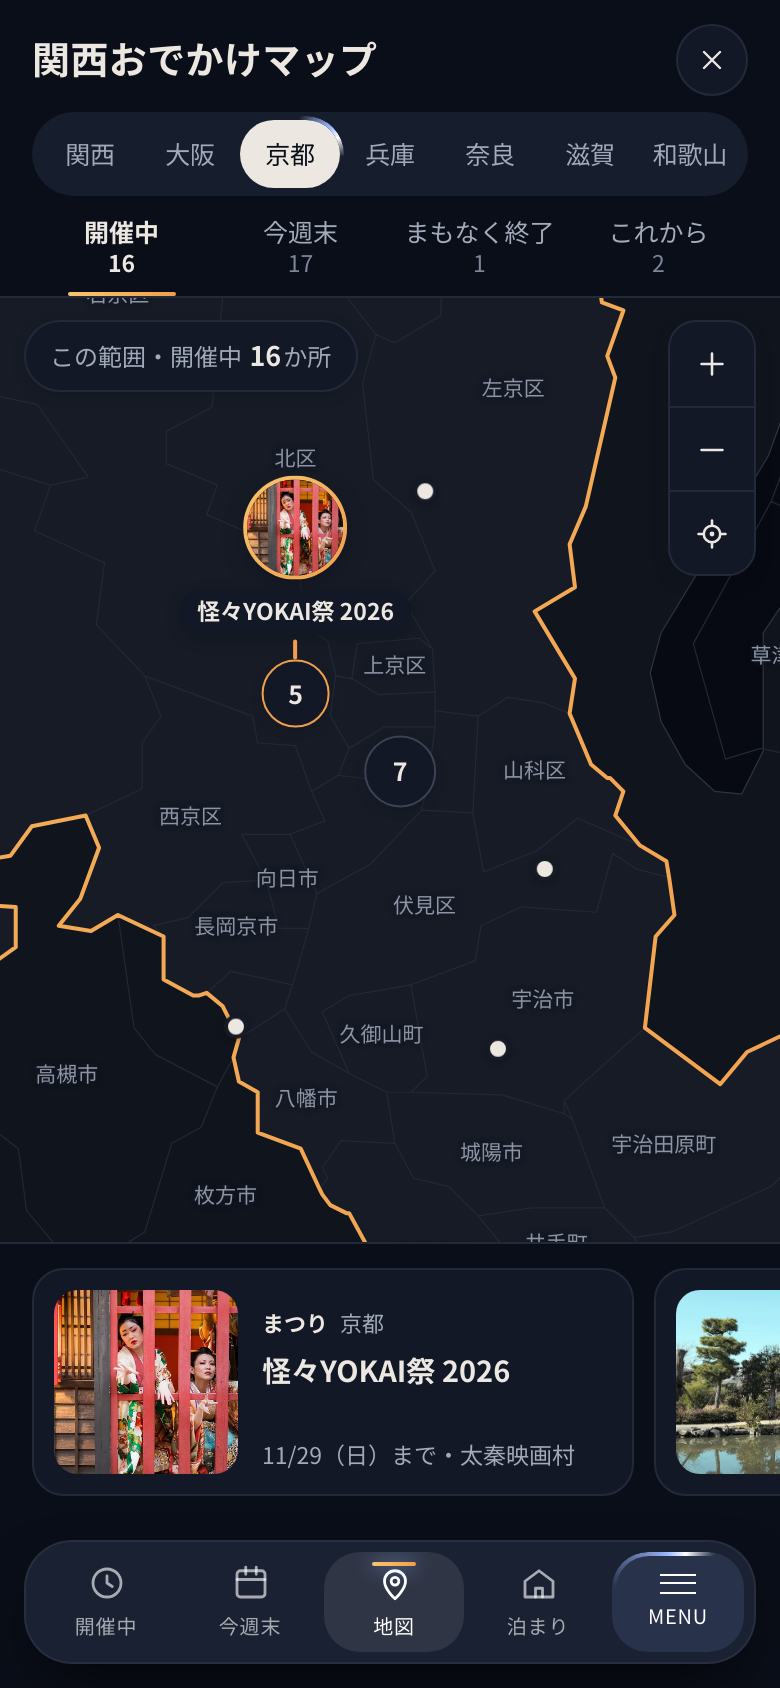 関西おでかけマップ
関西 大阪 京都 兵庫 奈良 滋賀 和歌山
開催中 今週末 まもなく終了 これから
16 17 1 2
この範囲・開催中 16か所
左京区
北区
怪々YOKAI祭 2026
草津
上京区
5
7
山科区
西京区
向日市
伏見区
長岡京市
宇治市
久御山町
高槻市
八幡市
宇治田原町
城陽市
枚方市
井手町
まつり 京都
怪々YOKAI祭 2026
11/29（日）まで・太秦映画村
開催中 今週末 地図 泊まり MENU